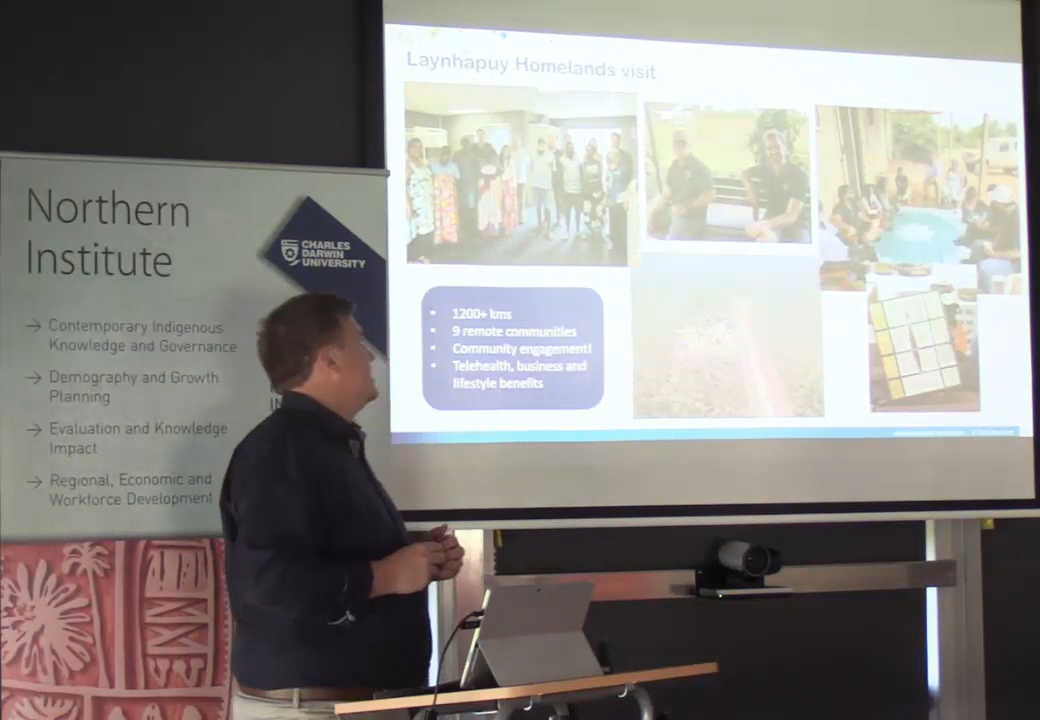 Northern
Institute
CHARLES
DARWIN
UNIVERSITY
→ Contemporary Indigenous
Knowledge and Governance
→ Demography and Growth
Planning
→ Evaluation and Knowledge
Impact
→ Regional, Economic and
Workforce Development
Laynhapuy Homelands visit
• 1200+ kms
• 9 remote communities
• Community engagement!
• Telehealth, business and
lifestyle benefits